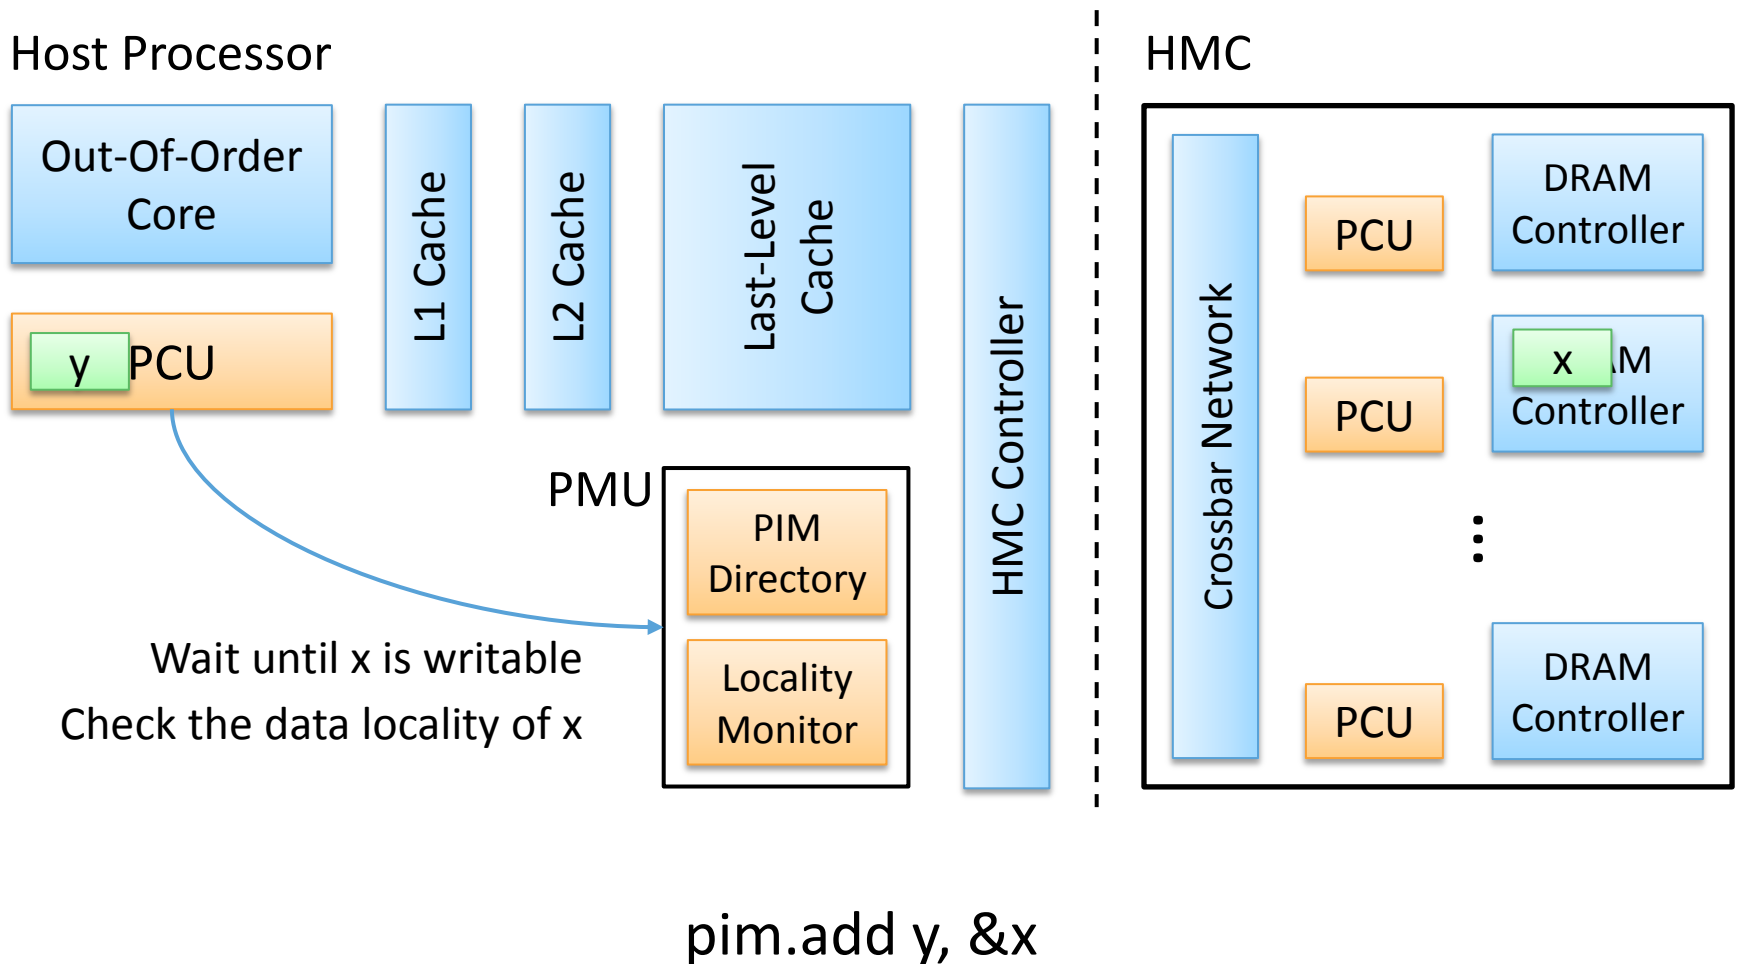 Host Processor
HMC
Out-Of-Order
Core
y PCU
L1 Cache
L2 Cache
Last-Level
Cache
HMC Controller
PMU
PIM
Directory
Locality
Monitor
Wait until x is writable
Check the data locality of x
Crossbar Network
PCU
DRAM
Controller
PCU
x
Controller
...
PCU
DRAM
Controller
pim.add y, &x